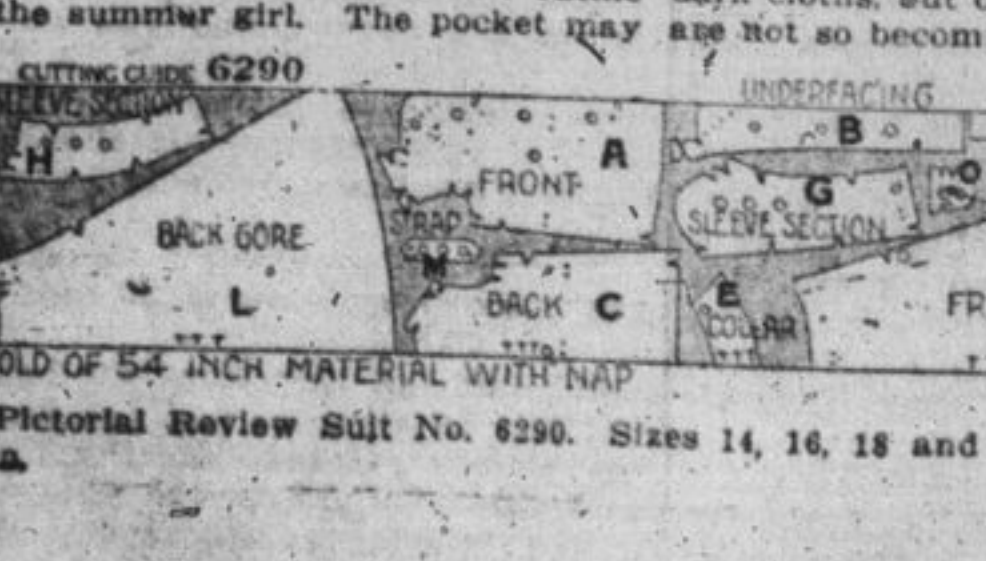 the summer girl. The pocket may are not so becom
CUTTING GUIDE 6290
UNDERFACING
SLEEVE SECTION
H
A
B
O
FRONT
G
STRAP
SLEEVE SECTION
BACK GORE
M
L
BACK C
E
COLLAR
FR
OLD OF 54 INCH MATERIAL WITH NAP
Pictorial Review Suit No. 6290. Sizes 14, 16, 18 and